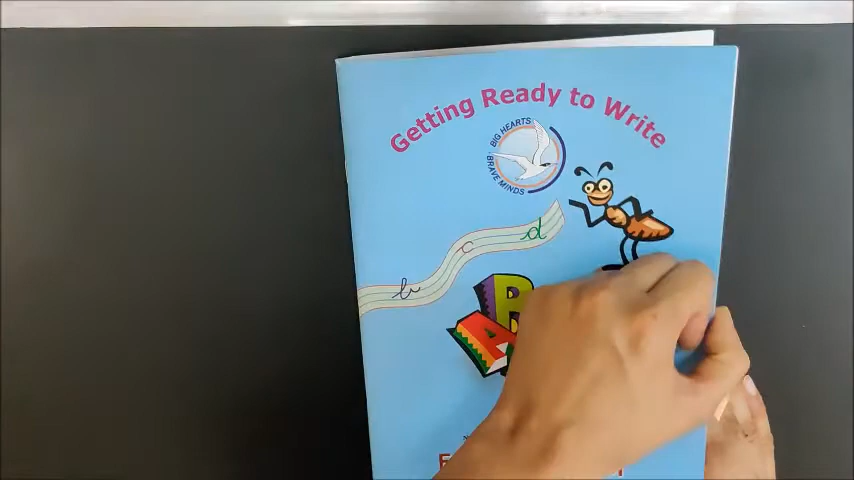 Getting Ready to Write
BIG HEARTS
BRAVE MINDS
b c d
A B